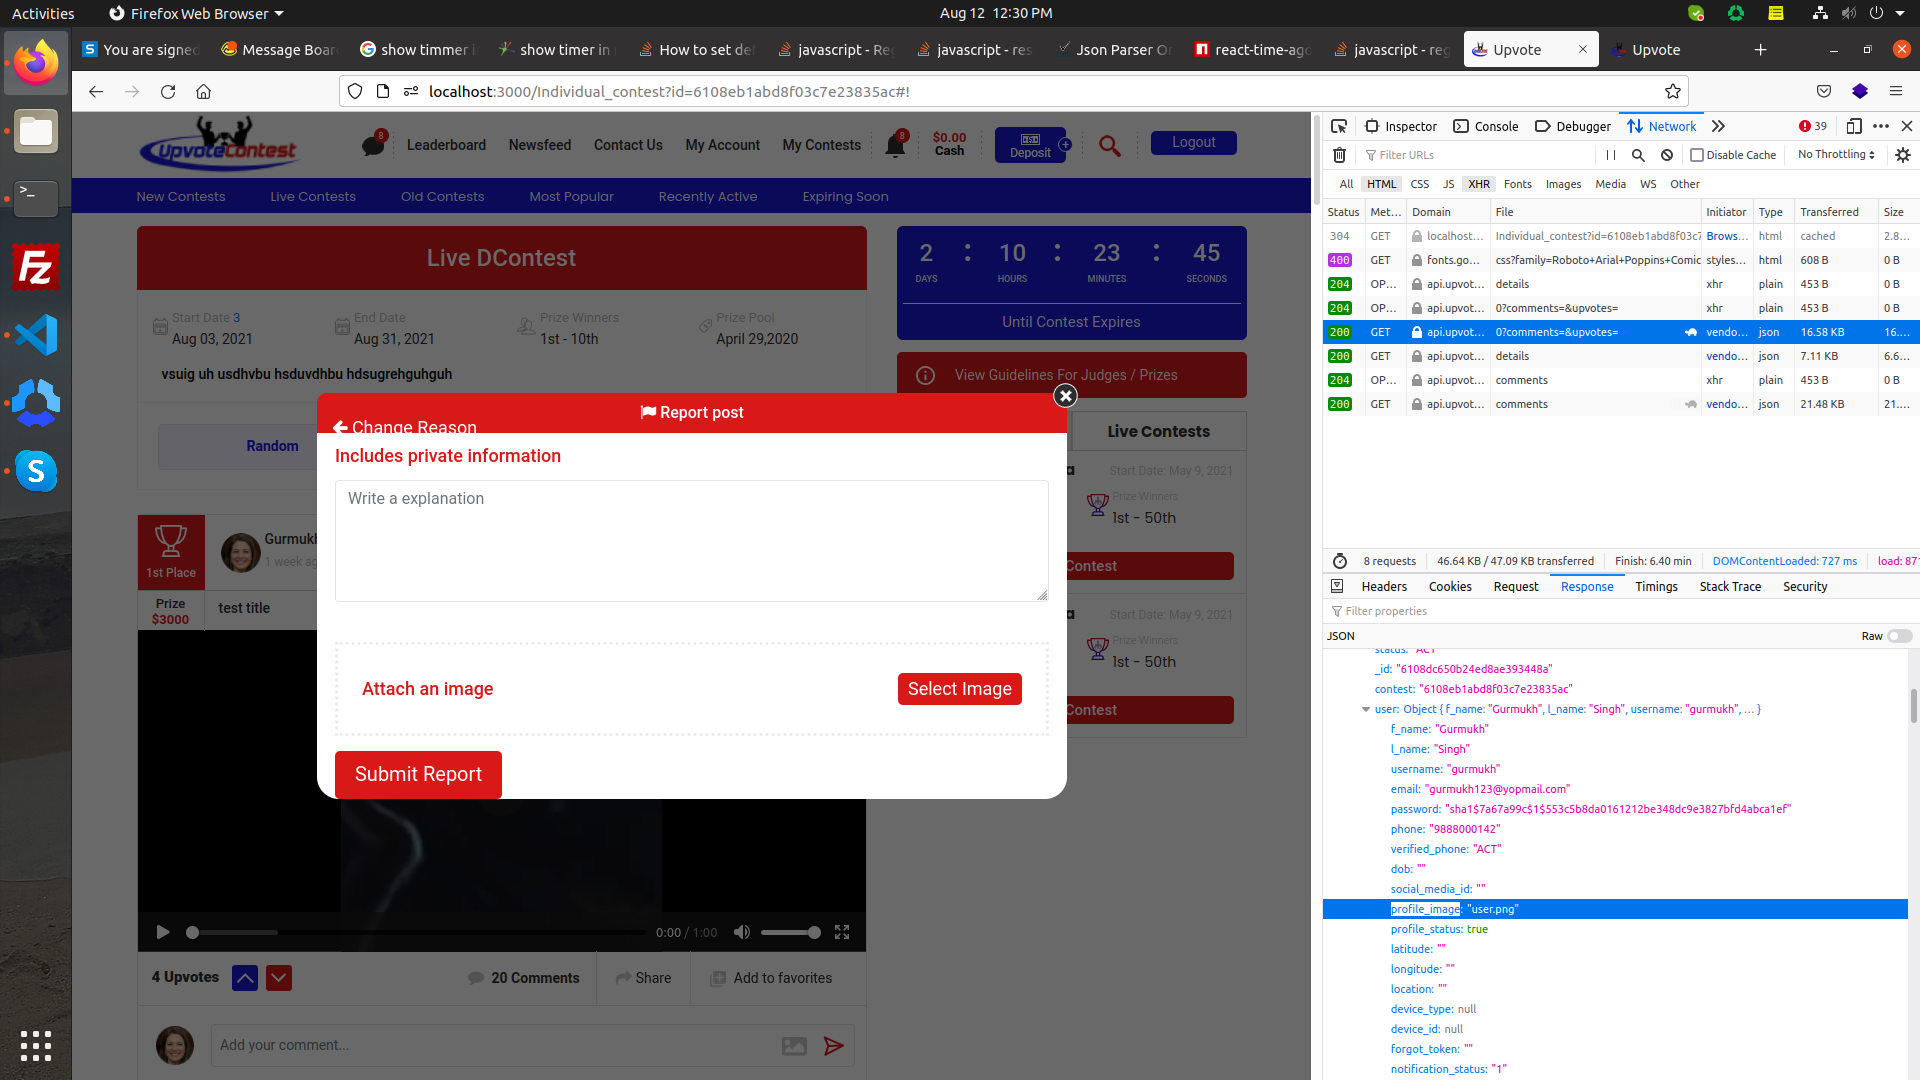 Activities
Firefox Web Browser
Aug 12 12:30 PM
You are signed
Message Boar
show timmer i
show timer in
How to set de
javascript - Re
javascript - res
Json Parser On
react-time-ago
javascript - reg
Upvote
Upvote
localhost:3000/Individual_contest?id=6108eb1abd8f03c7e23835ac#!
UpvoteContest
8
Leaderboard
Newsfeed
Contact Us
My Account
My Contests
8
$0.00
Cash
Deposit
Logout
New Contests
Live Contests
Old Contests
Most Popular
Recently Active
Expiring Soon
Live DContest
Start Date 3
Aug 03, 2021
End Date
Aug 31, 2021
Prize Winners
1st - 10th
Prize Pool
April 29,2020
vsuig uh usdhvbu hsduvdhbu hdsugrehguhguh
Random
2 : 10 : 23 : 45
DAYS HOURS MINUTES SECONDS
Until Contest Expires
View Guidelines For Judges / Prizes
Live Contests
Start Date: May 9, 2021
Prize Winners
1st - 50th
Contest
Start Date: May 9, 2021
Prize Winners
1st - 50th
Contest
Report post
Change Reason
Includes private information
Write a explanation
Attach an image
Select Image
Submit Report
1st Place
Gurmukh
1 week ag
Prize
$3000
test title
0:00 / 1:00
4 Upvotes
20 Comments
Share
Add to favorites
Add your comment...
Inspector
Console
Debugger
Network
39
Filter URLs
Disable Cache
No Throttling
All HTML CSS JS XHR Fonts Images Media WS Other
Status Met... Domain File Initiator Type Transferred Size
304 GET localhost... Individual_contest?id=6108eb1abd8f03c7 Brows... html cached 2.8...
400 GET fonts.go... css?family=Roboto+Arial+Poppins+Comic styles... html 608 B 0 B
204 OP... api.upvot... details xhr plain 453 B 0 B
204 OP... api.upvot... 0?comments=&upvotes= xhr plain 453 B 0 B
200 GET api.upvot... 0?comments=&upvotes= vendo... json 16.58 KB 16....
200 GET api.upvot... details vendo... json 7.11 KB 6.6...
204 OP... api.upvot... comments xhr plain 453 B 0 B
200 GET api.upvot... comments vendo... json 21.48 KB 21....
8 requests
46.64 KB / 47.09 KB transferred
Finish: 6.40 min
DOMContentLoaded: 727 ms
load: 871
Headers Cookies Request Response Timings Stack Trace Security
Filter properties
JSON
Raw
status: "ACT"
_id: "6108dc650b24ed8ae393448a"
contest: "6108eb1abd8f03c7e23835ac"
user: Object { f_name: "Gurmukh", l_name: "Singh", username: "gurmukh", … }
f_name: "Gurmukh"
l_name: "Singh"
username: "gurmukh"
email: "gurmukh123@yopmail.com"
password: "sha1$7a67a99c$1$553c5b8da0161212be348dc9e3827bfd4abca1ef"
phone: "9888000142"
verified_phone: "ACT"
dob: ""
social_media_id: ""
profile_image: "user.png"
profile_status: true
latitude: ""
longitude: ""
location: ""
device_type: null
device_id: null
forgot_token: ""
notification_status: "1"